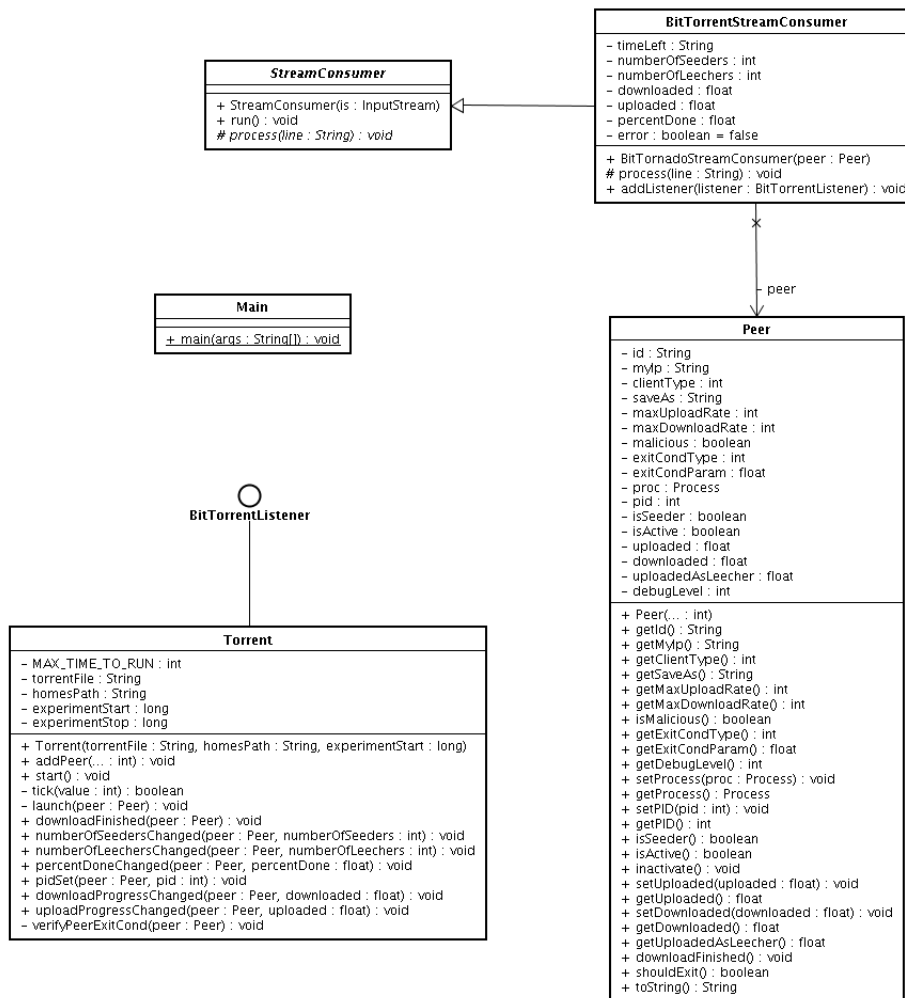 BitTorrentStreamConsumer
- timeLeft : String
- numberOfSeeders : int
- numberOfLeechers : int
- downloaded : float
- uploaded : float
- percentDone : float
- error : boolean = false
+ BitTornadoStreamConsumer(peer : Peer)
# process(line : String) : void
+ addListener(listener : BitTorrentListener) : void
StreamConsumer
+ StreamConsumer(is : InputStream)
+ run() : void
# process(line : String) : void
- peer
Main
+ main(args : String[]) : void
Peer
- id : String
- myIp : String
- clientType : int
- saveAs : String
- maxUploadRate : int
- maxDownloadRate : int
- malicious : boolean
- exitCondType : int
- exitCondParam : float
- proc : Process
- pid : int
- isSeeder : boolean
- isActive : boolean
- uploaded : float
- downloaded : float
- uploadedAsLeecher : float
- debugLevel : int
+ Peer(... : int)
+ getId() : String
+ getMyIp() : String
+ getClientType() : int
+ getSaveAs() : String
+ getMaxUploadRate() : int
+ getMaxDownloadRate() : int
+ isMalicious() : boolean
+ getExitCondType() : int
+ getExitCondParam() : float
+ getDebugLevel() : int
+ setProcess(proc : Process) : void
+ getProcess() : Process
+ setPID(pid : int) : void
+ getPID() : int
+ isSeeder() : boolean
+ isActive() : boolean
+ inactivate() : void
+ setUploaded(uploaded : float) : void
+ getUploaded() : float
+ setDownloaded(downloaded : float) : void
+ getDownloaded() : float
+ getUploadedAsLeecher() : float
+ downloadFinished() : void
+ shouldExit() : boolean
+ toString() : String
BitTorrentListener
Torrent
- MAX_TIME_TO_RUN : int
- torrentFile : String
- homesPath : String
- experimentStart : long
- experimentStop : long
+ Torrent(torrentFile : String, homesPath : String, experimentStart : long)
+ addPeer(... : int) : void
+ start() : void
- tick(value : int) : boolean
- launch(peer : Peer) : void
+ downloadFinished(peer : Peer) : void
+ numberOfSeedersChanged(peer : Peer, numberOfSeeders : int) : void
+ numberOfLeechersChanged(peer : Peer, numberOfLeechers : int) : void
+ percentDoneChanged(peer : Peer, percentDone : float) : void
+ pidSet(peer : Peer, pid : int) : void
+ downloadProgressChanged(peer : Peer, downloaded : float) : void
+ uploadProgressChanged(peer : Peer, uploaded : float) : void
- verifyPeerExitCond(peer : Peer) : void